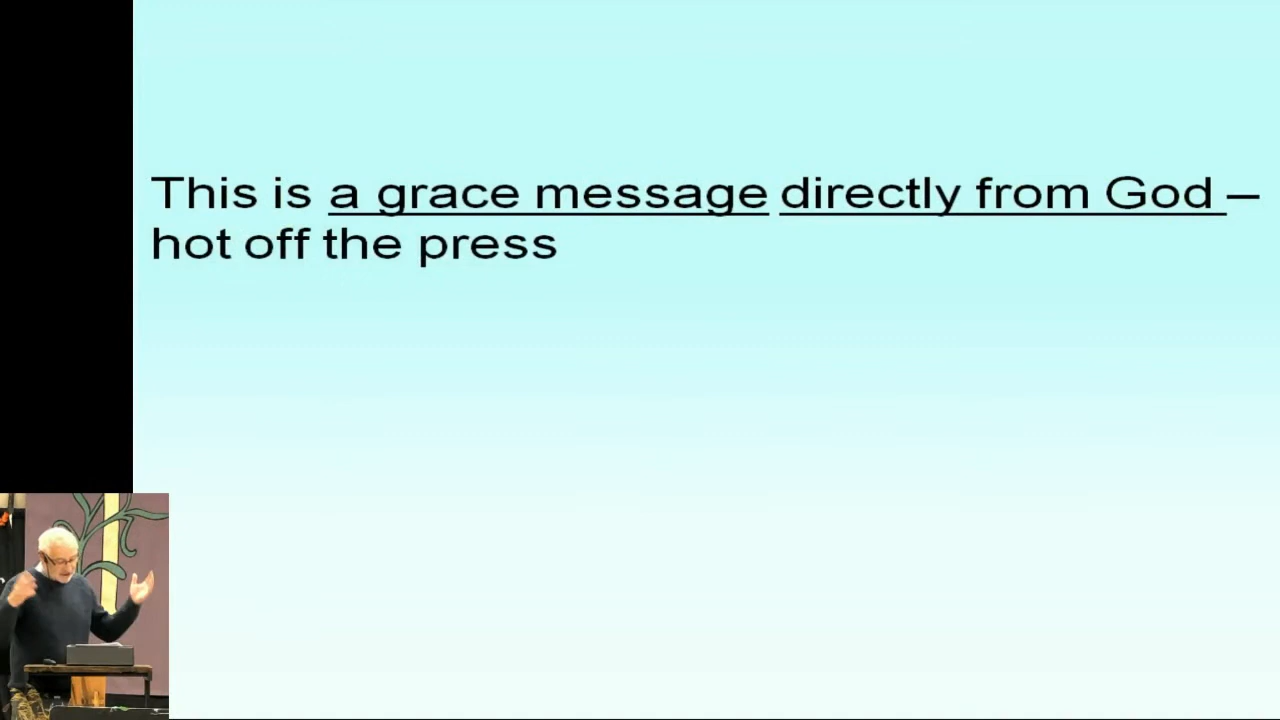 This is a grace message directly from God –
hot off the press